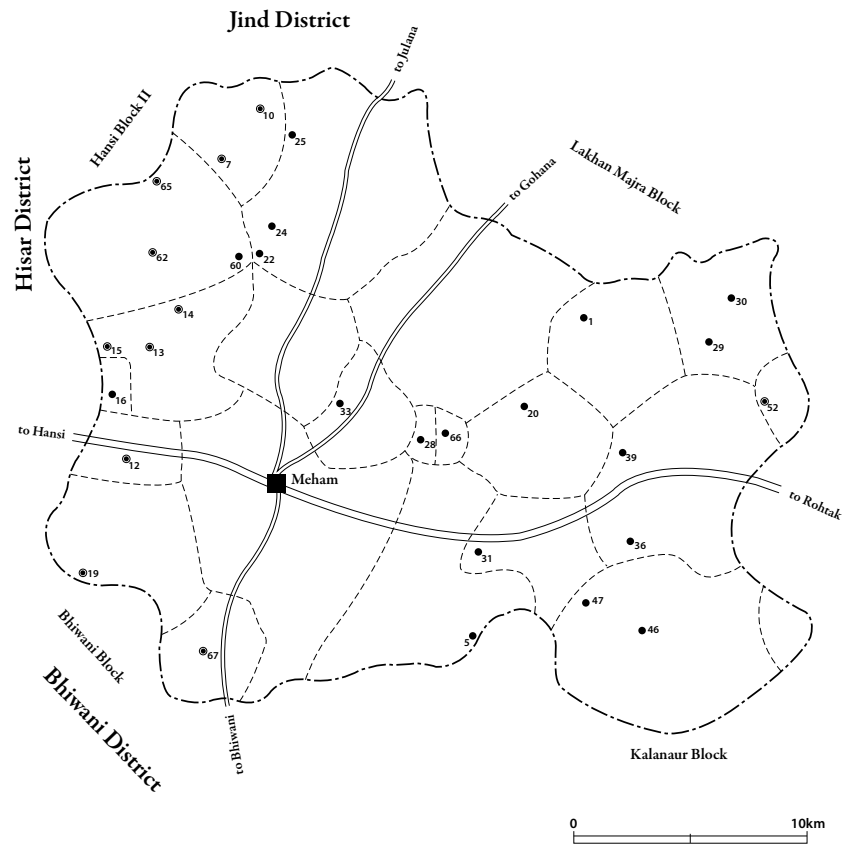 Jind District
to Julana
Hansi Block II
10
25
7
Lakhan Majra Block
to Gohana
65
Hisar District
24
62
60
22
30
14
1
29
15
13
16
33
20
52
to Hansi
28
66
39
12
Meham
to Rohtak
36
31
19
47
46
Bhiwani Block
5
67
Bhiwani District
to Bhiwani
Kalanaur Block
0
10km